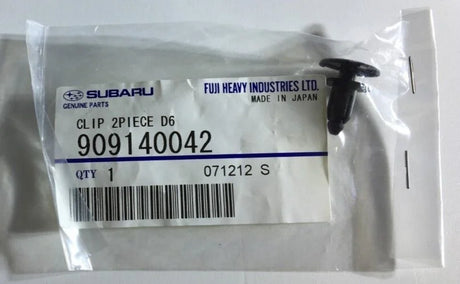 SUBARU
GENUINE PARTS
FUJI HEAVY INDUSTRIES LTD.
MADE IN JAPAN
CLIP 2PIECE D6
909140042
QTY 1
071212 S